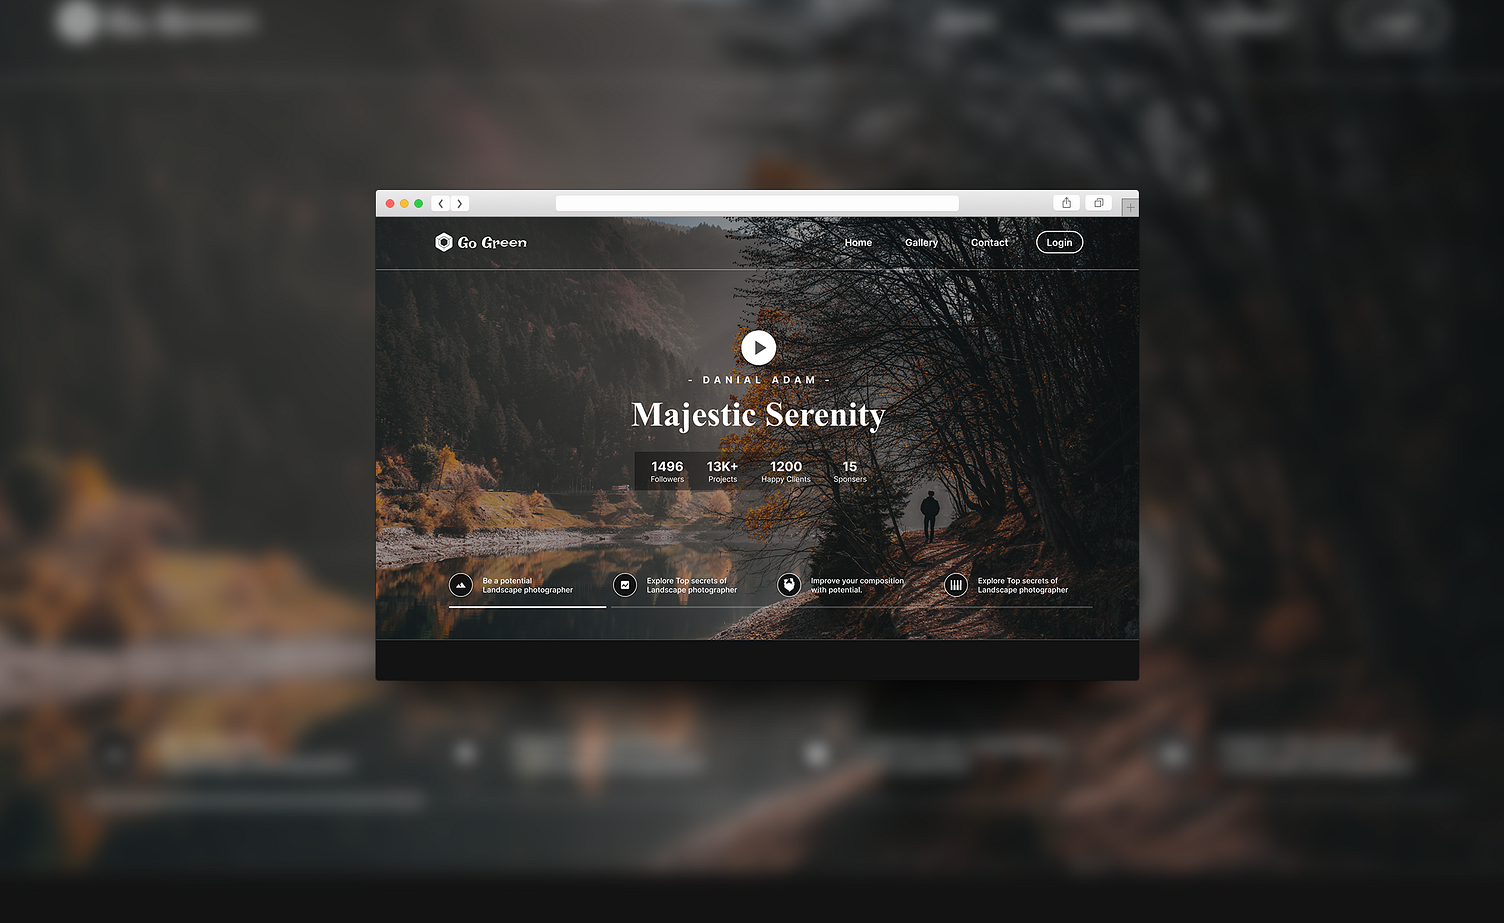 Go Green
Home
Gallery
Contact
Login
- DANIAL ADAM -
Majestic Serenity
1496
Followers
13K+
Projects
1200
Happy Clients
15
Sponsers
Be a potential
Landscape photographer
Explore Top secrets of
Landscape photographer
Improve your composition
with potential.
Explore Top secrets of
Landscape photographer